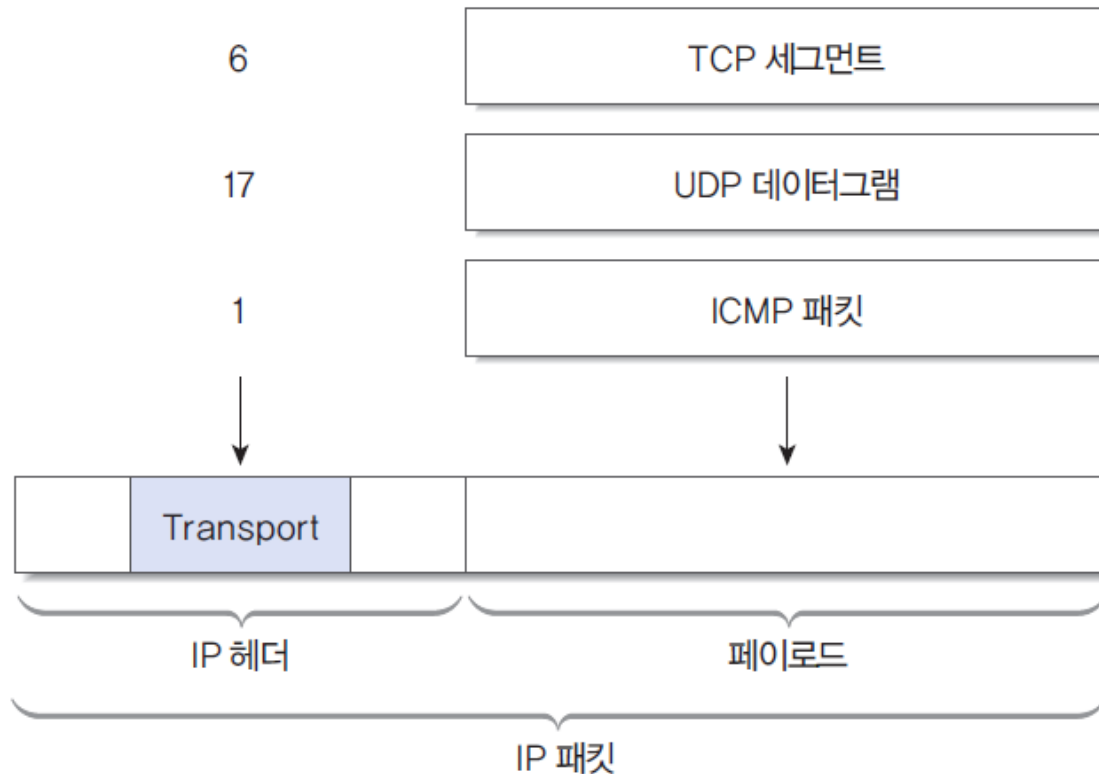 6 TCP 세그먼트
17 UDP 데이터그램
1 ICMP 패킷
Transport
IP 헤더 페이로드
IP 패킷